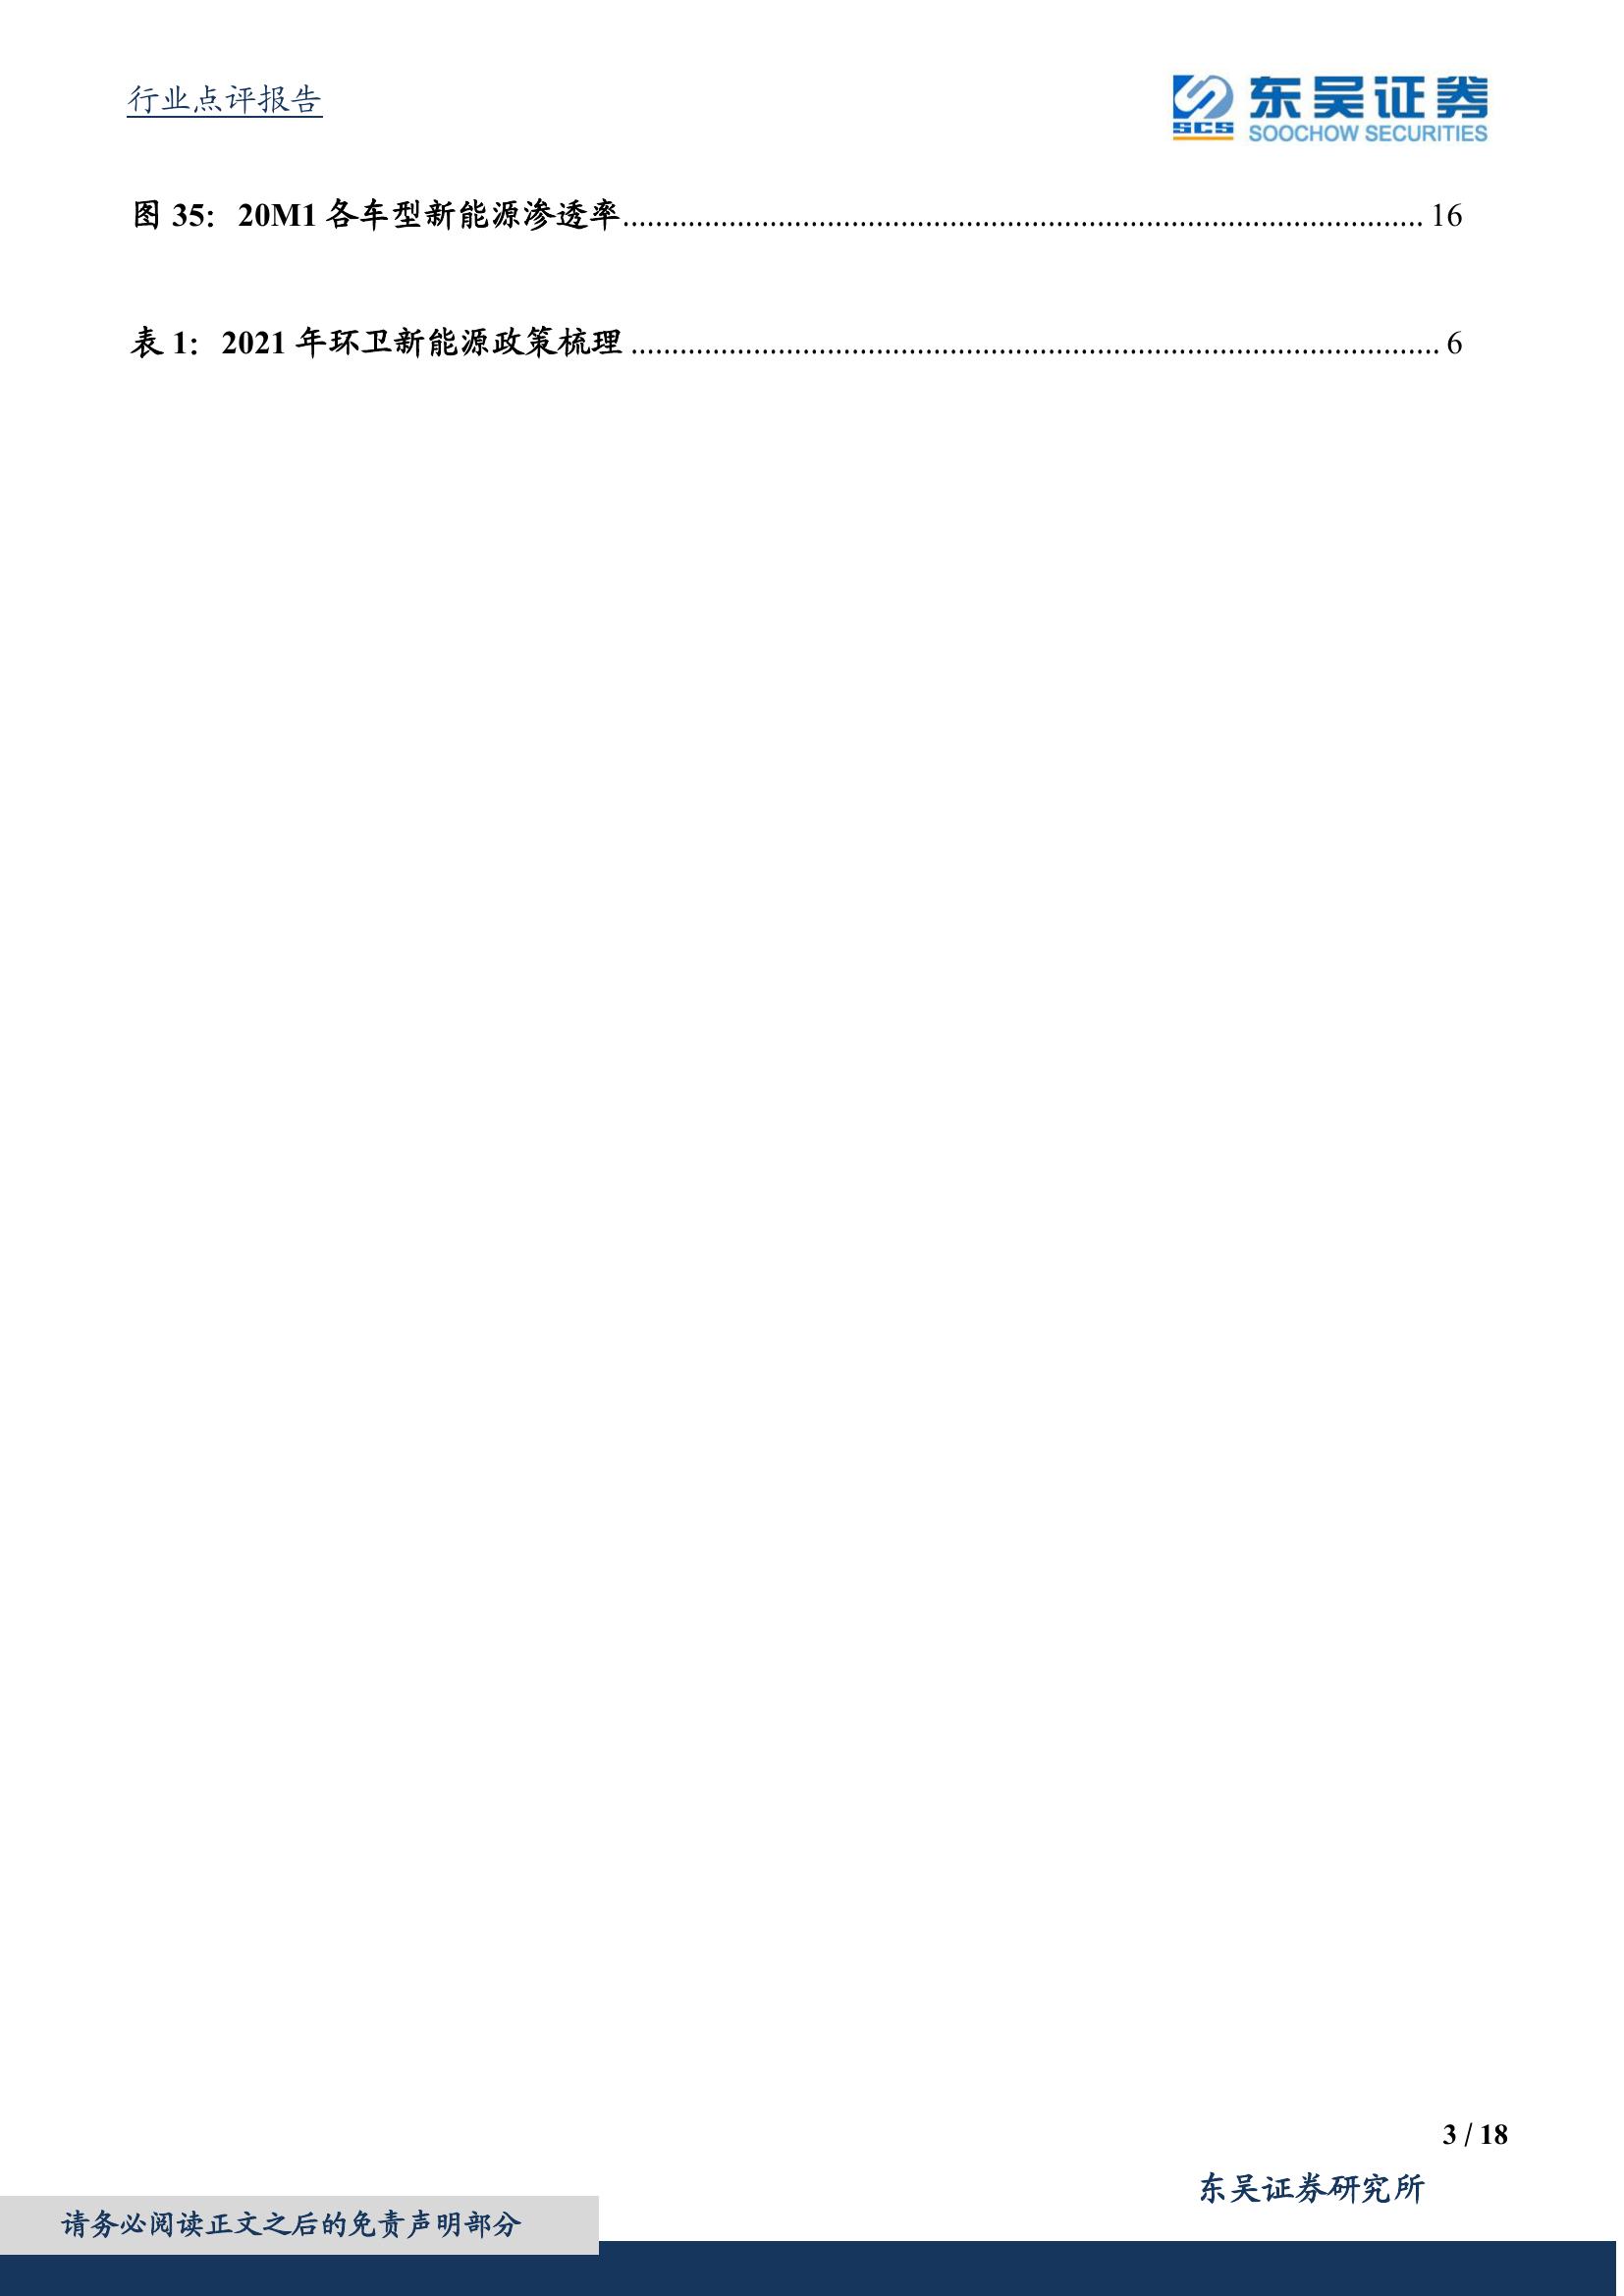 行业点评报告
东吴证券
SCS
SOOCHOW SECURITIES
图 35：20M1 各车型新能源渗透率.................................................................................................. 16
表 1：2021 年环卫新能源政策梳理 ................................................................................................... 6
3 / 18
东吴证券研究所
请务必阅读正文之后的免责声明部分